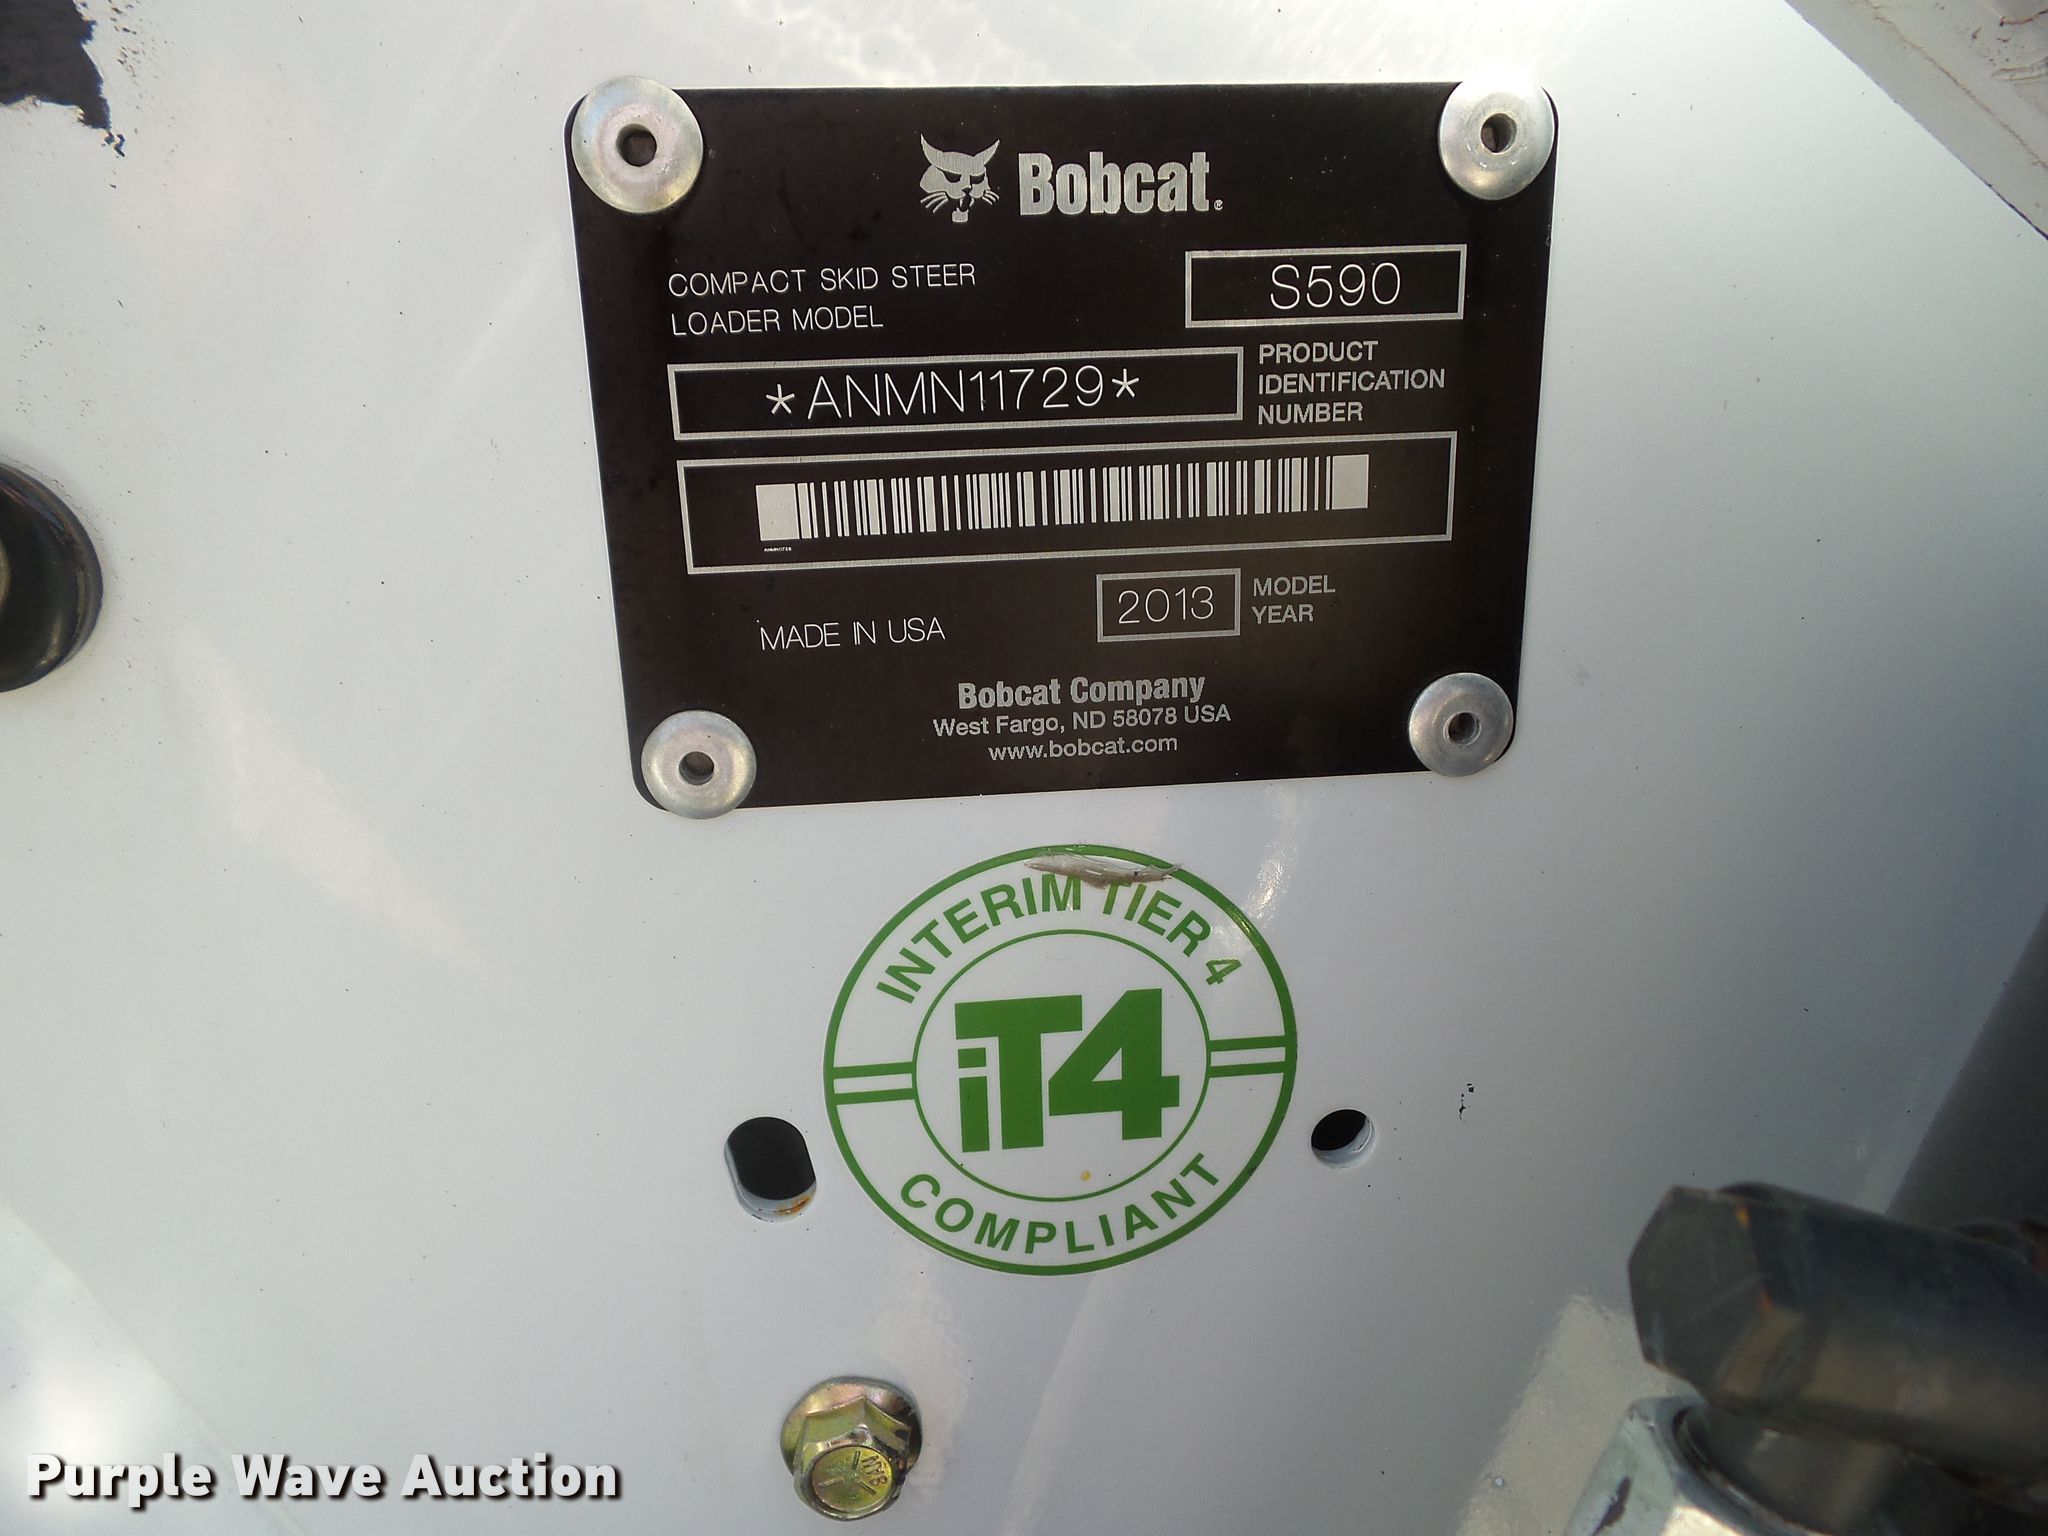 Bobcat®
COMPACT SKID STEER
LOADER MODEL
S590
*ANMN11729*
PRODUCT
IDENTIFICATION
NUMBER
MADE IN USA
2013
MODEL
YEAR
Bobcat Company
West Fargo, ND 58078 USA
www.bobcat.com
INTERIM TIER 4
iT4
COMPLIANT
Purple Wave Auction